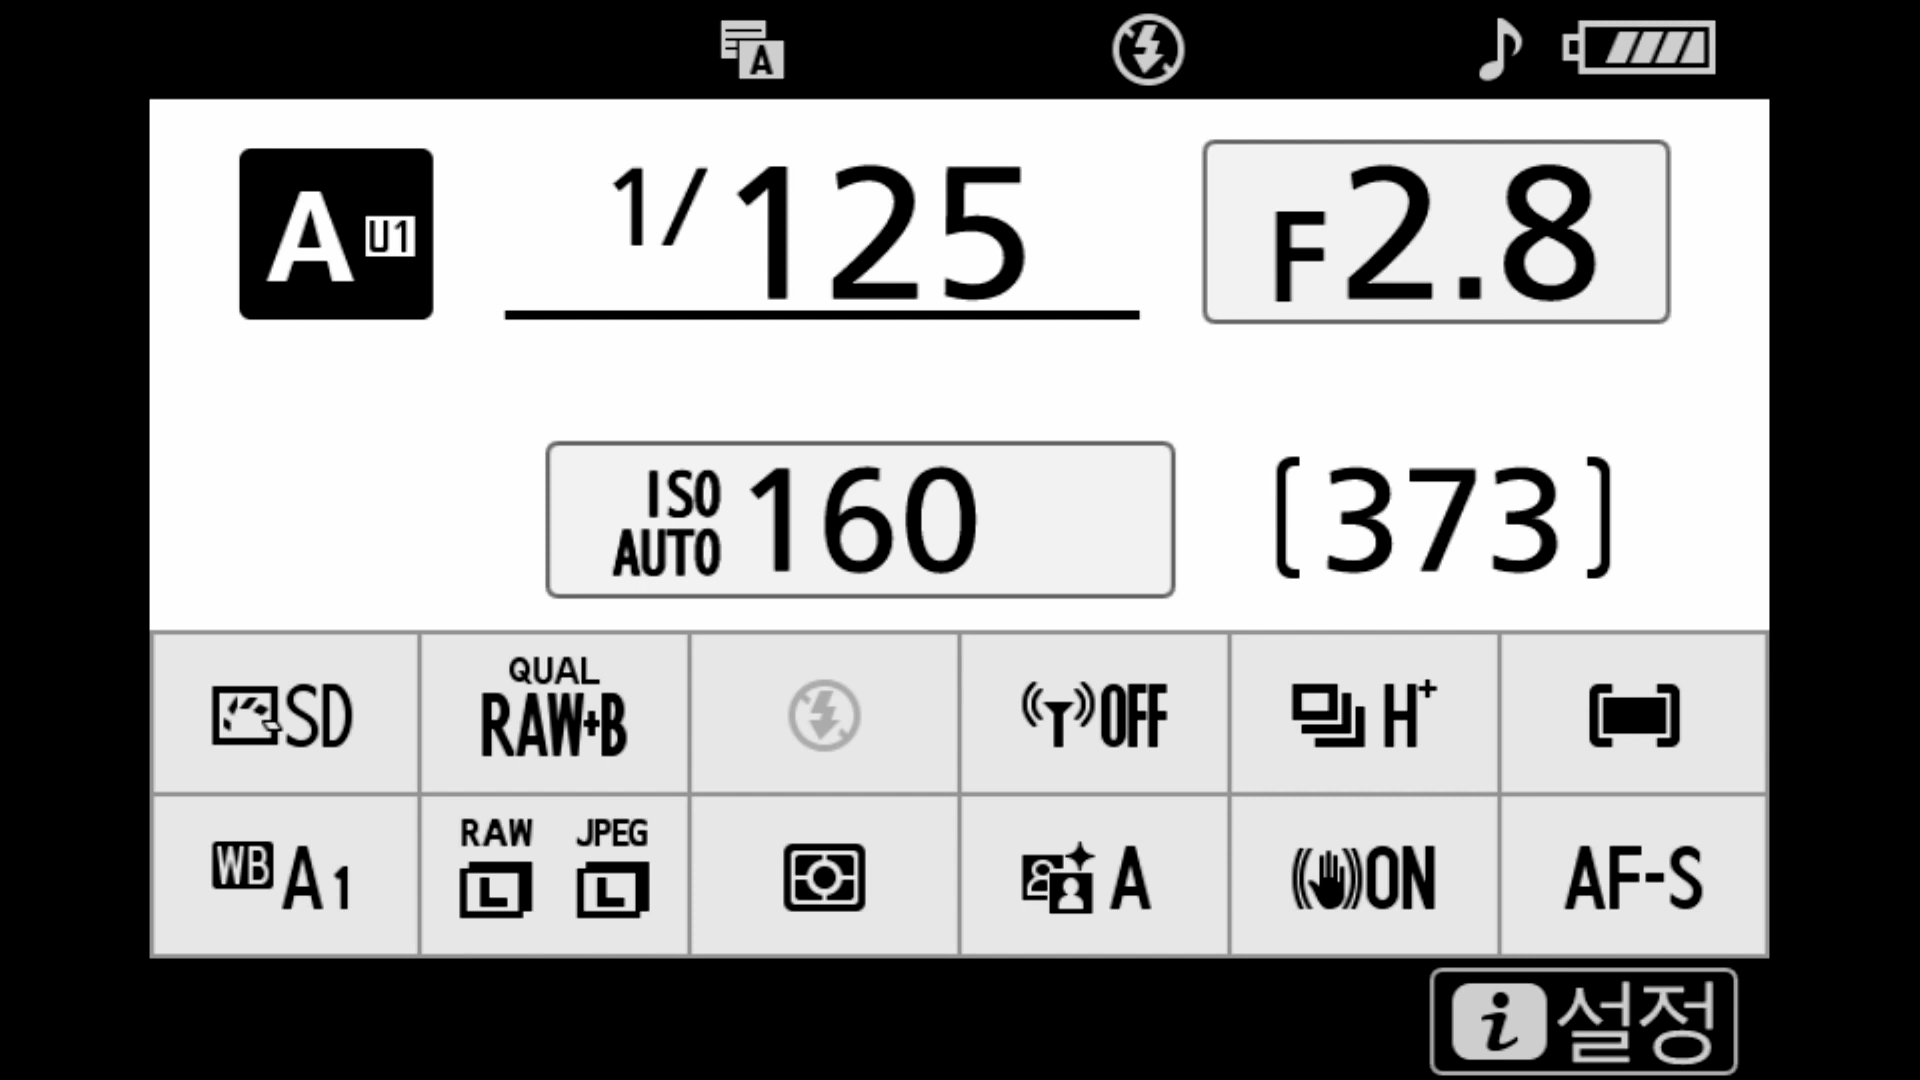 A
A U1 1/125 F2.8
ISO AUTO 160 [373]
SD QUAL RAW+B OFF H+
WB A1 RAW L JPEG L A ON AF-S
i 설정